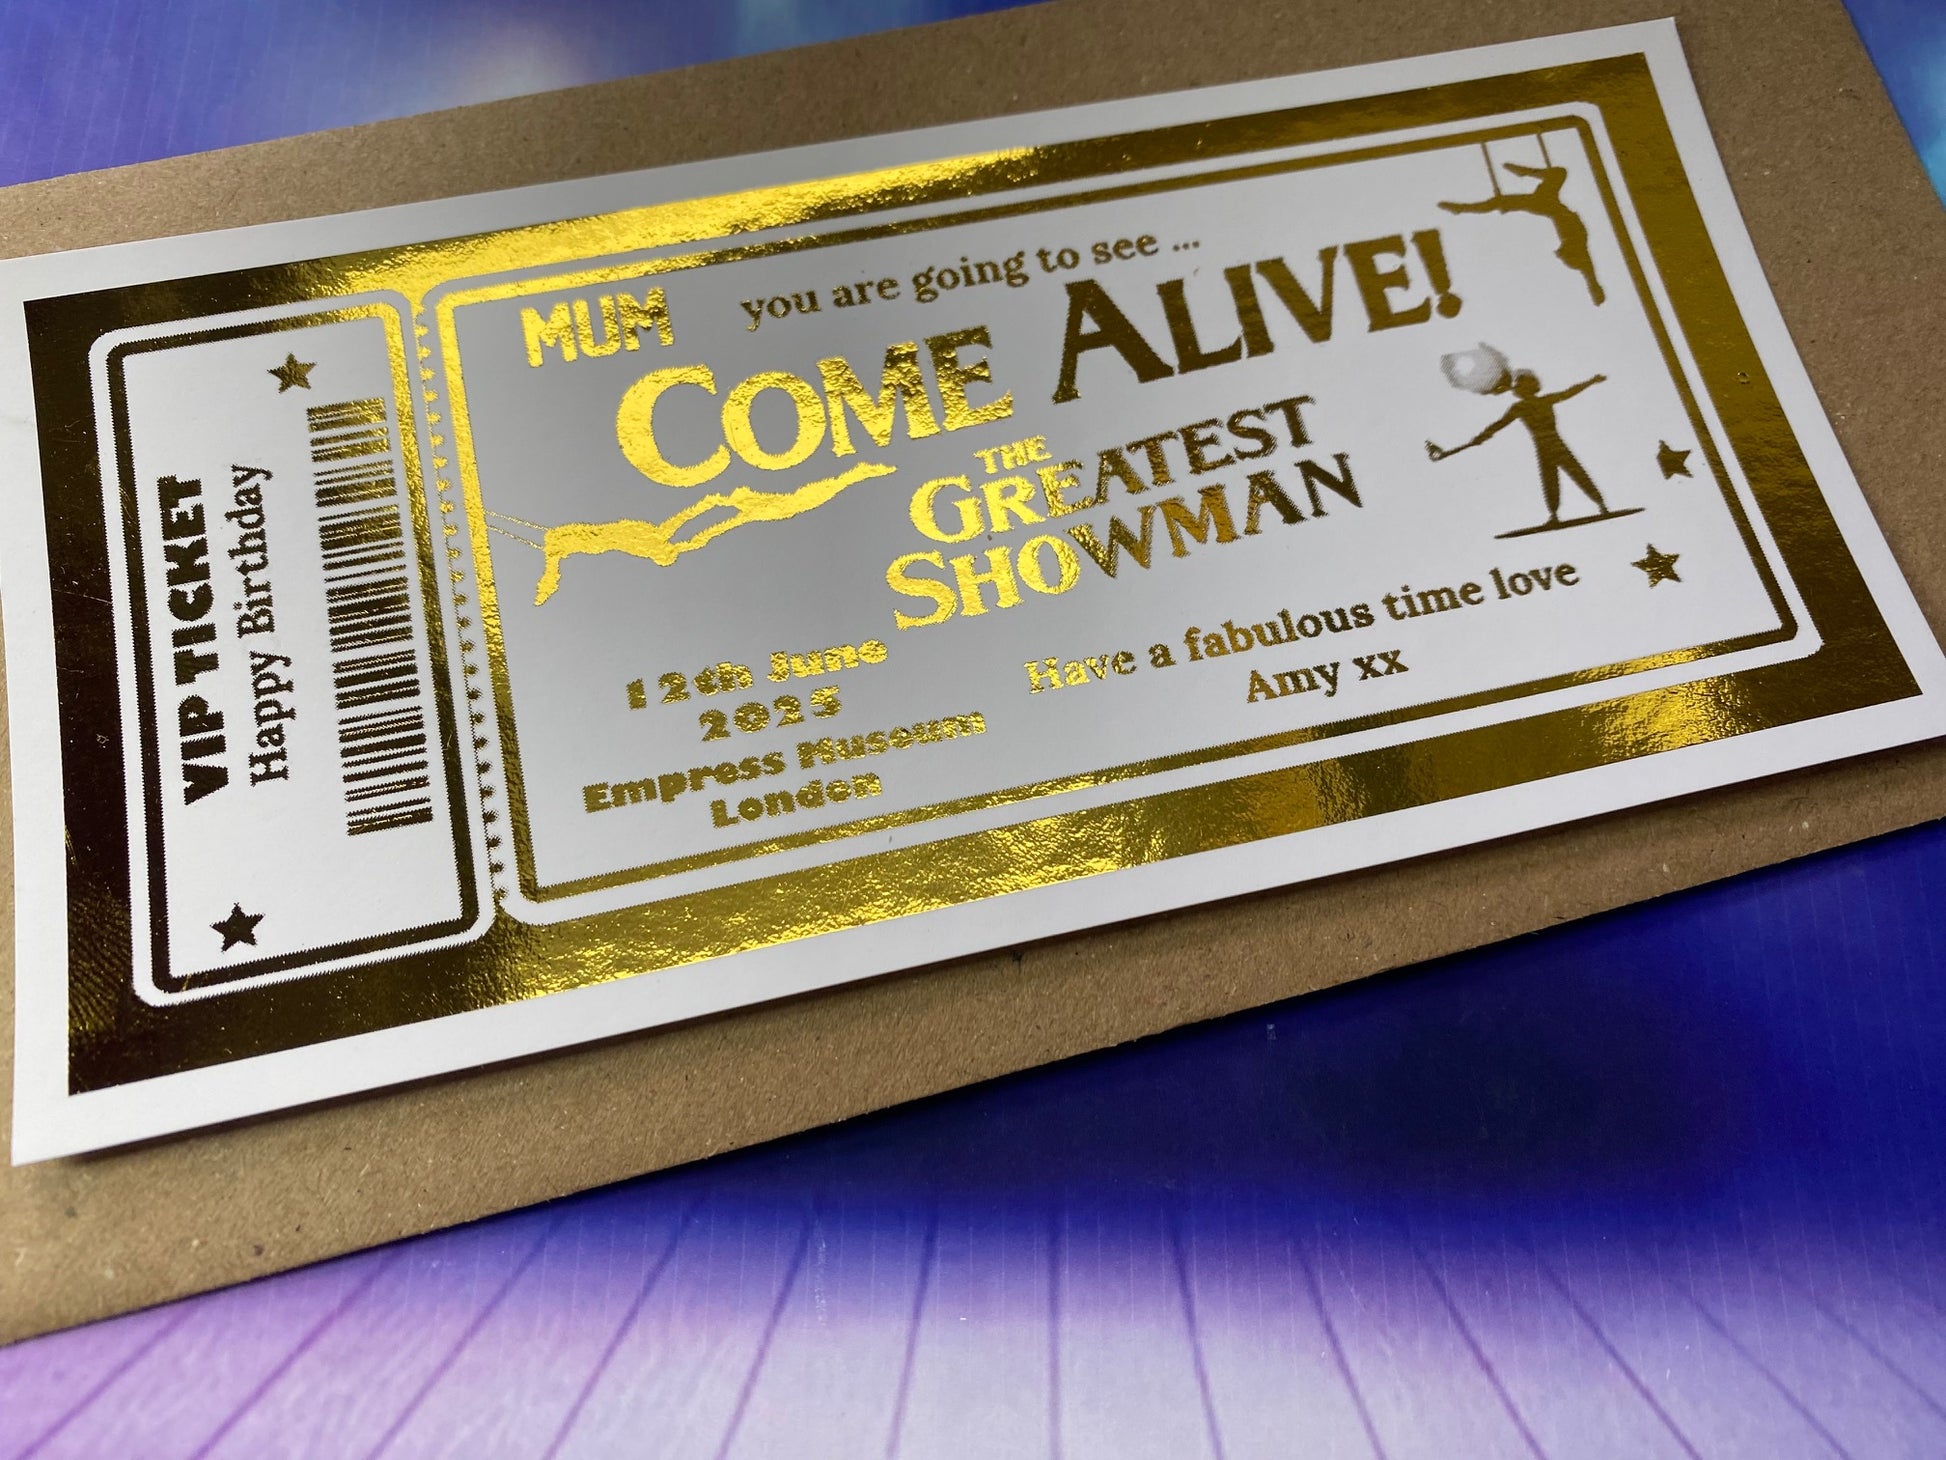 VIP TICKET
Happy Birthday
MUM you are going to see ...
COME ALIVE!
THE
GREATEST
SHOWMAN
12th June
2025
Empress Museum
London
Have a fabulous time love
Amy xx